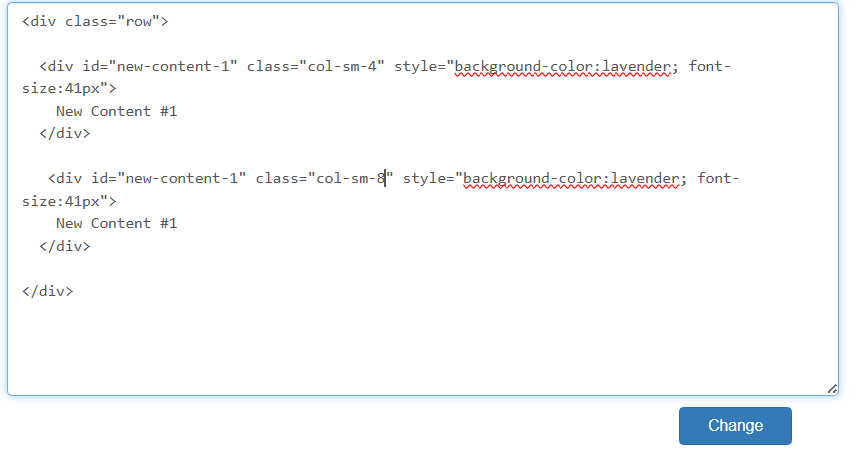 <div class="row">
<div id="new-content-1" class="col-sm-4" style="background-color:lavender; font-
size:41px">
New Content #1
</div>
<div id="new-content-1" class="col-sm-8" style="background-color:lavender; font-
size:41px">
New Content #1
</div>
</div>
Change